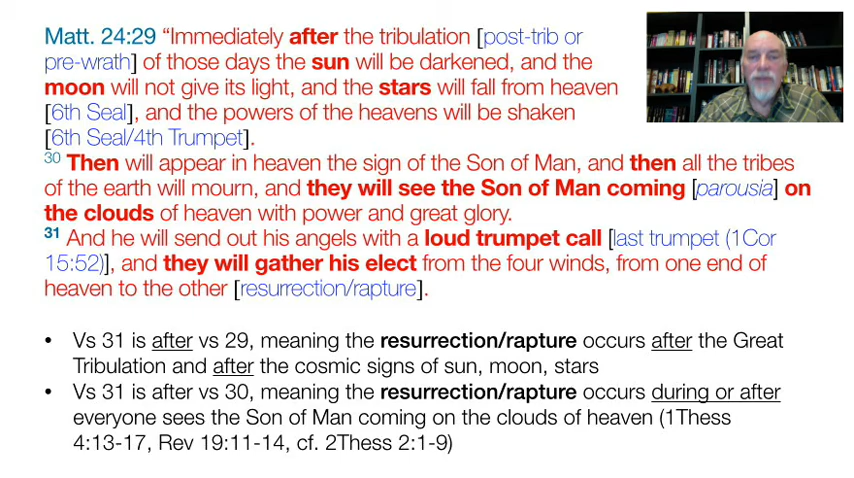 Matt. 24:29 “Immediately after the tribulation [post-trib or
pre-wrath] of those days the sun will be darkened, and the
moon will not give its light, and the stars will fall from heaven
[6th Seal], and the powers of the heavens will be shaken
[6th Seal/4th Trumpet].
30 Then will appear in heaven the sign of the Son of Man, and then all the tribes
of the earth will mourn, and they will see the Son of Man coming [parousia] on
the clouds of heaven with power and great glory.
31 And he will send out his angels with a loud trumpet call [last trumpet (1Cor
15:52)], and they will gather his elect from the four winds, from one end of
heaven to the other [resurrection/rapture].
• Vs 31 is after vs 29, meaning the resurrection/rapture occurs after the Great
Tribulation and after the cosmic signs of sun, moon, stars
• Vs 31 is after vs 30, meaning the resurrection/rapture occurs during or after
everyone sees the Son of Man coming on the clouds of heaven (1Thess
4:13-17, Rev 19:11-14, cf. 2Thess 2:1-9)